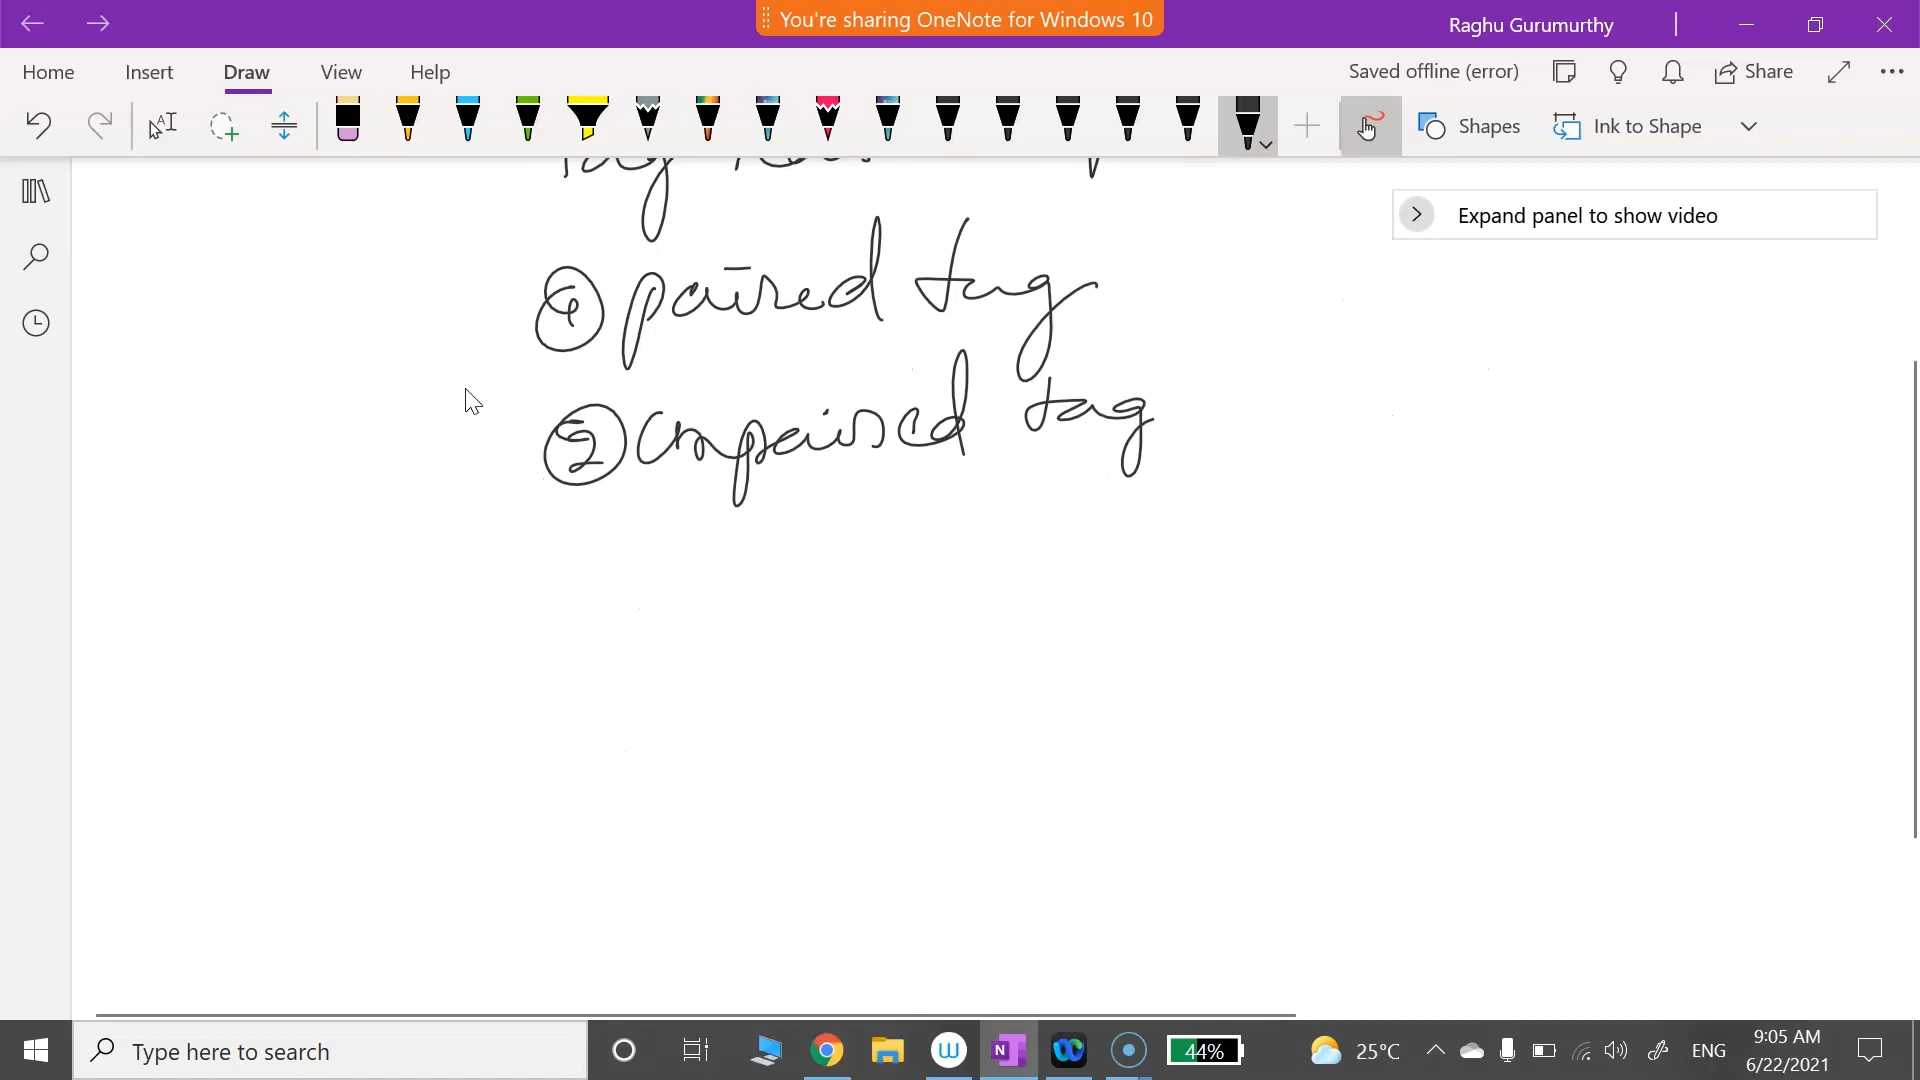 You're sharing OneNote for Windows 10
Raghu Gurumurthy
Home Insert Draw View Help
Saved offline (error) Share
Shapes Ink to Shape
Expand panel to show video
Tag
① paired tag
② unpaired tag
Type here to search
44%
25°C
ENG
9:05 AM
6/22/2021